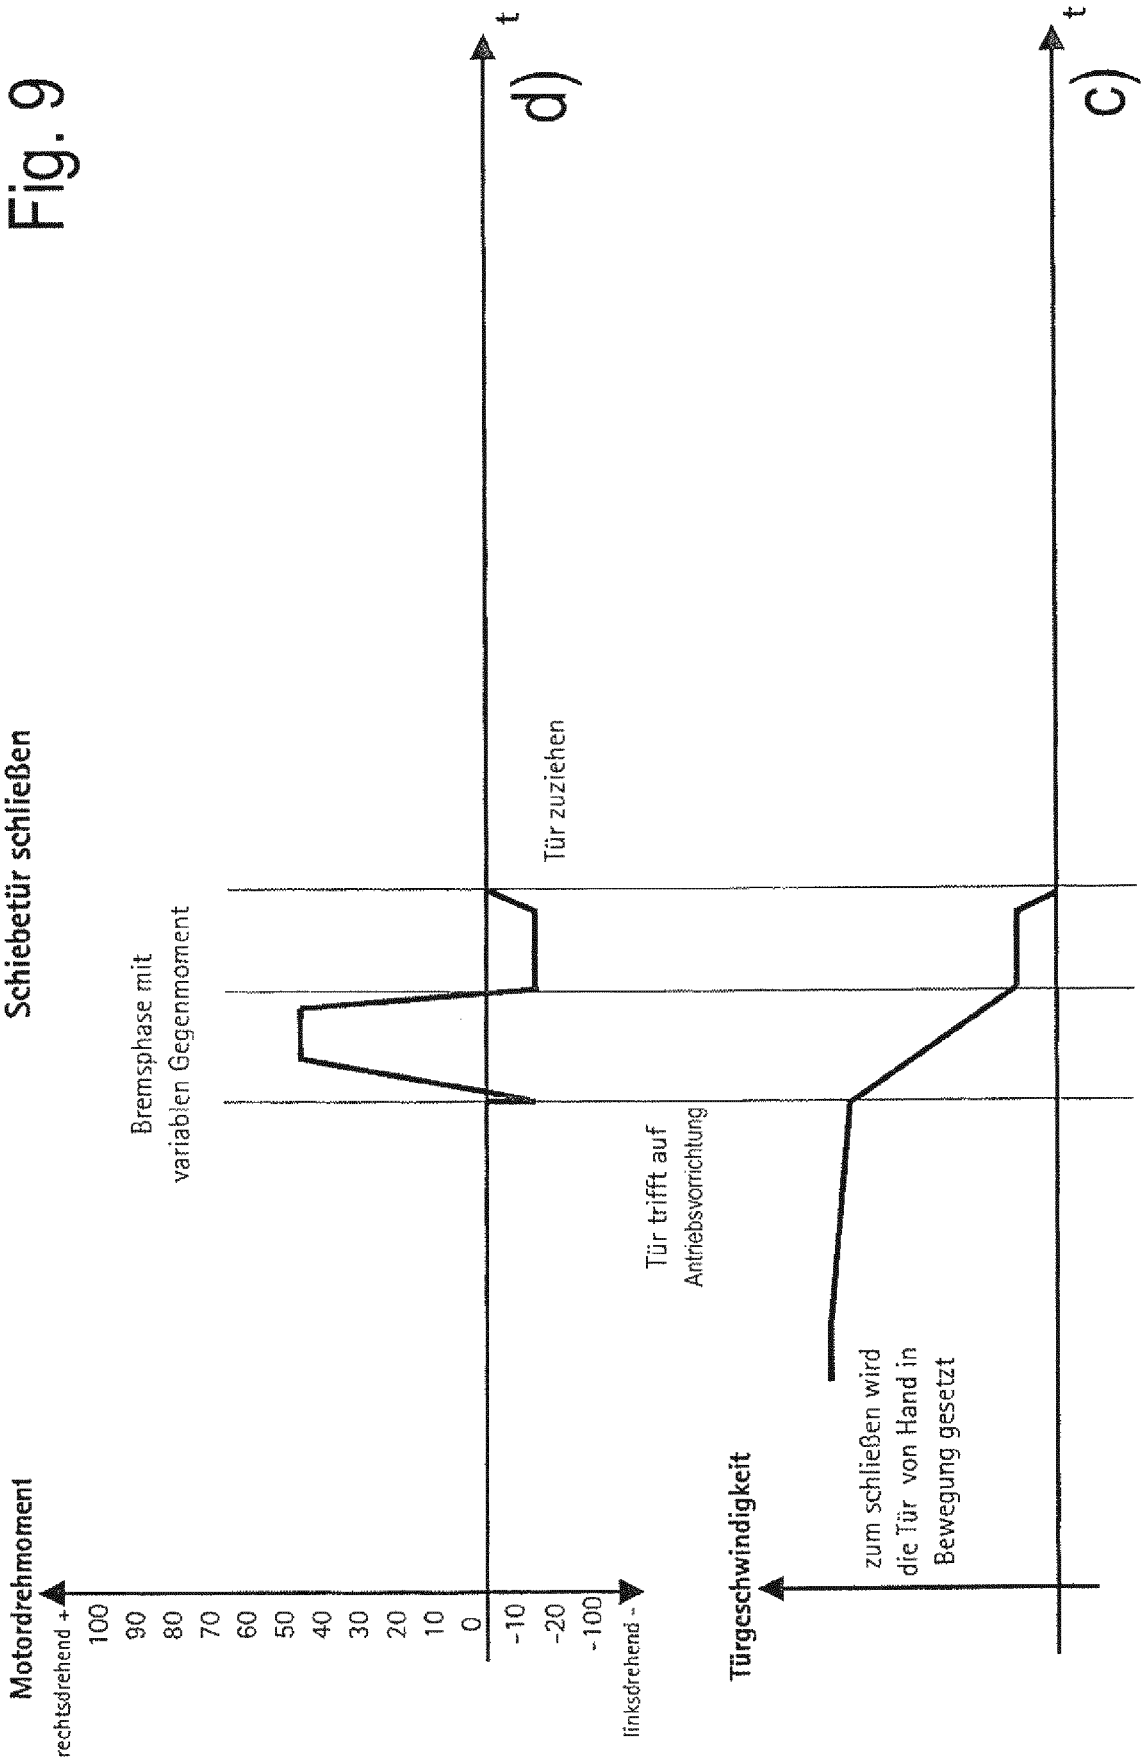 Fig. 9
Schiebetür schließen
Motordrehmoment
rechtsdrehend +
100
90
80
70
60
50
40
30
20
10
0
-10
-20
-100
linksdrehend -
Bremsphase mit
variablen Gegenmoment
Tür zuziehen
t
d)
Tür trifft auf
Antriebsvorrichtung
Türgeschwindigkeit
zum schließen wird
die Tür von Hand in
Bewegung gesetzt
t
c)